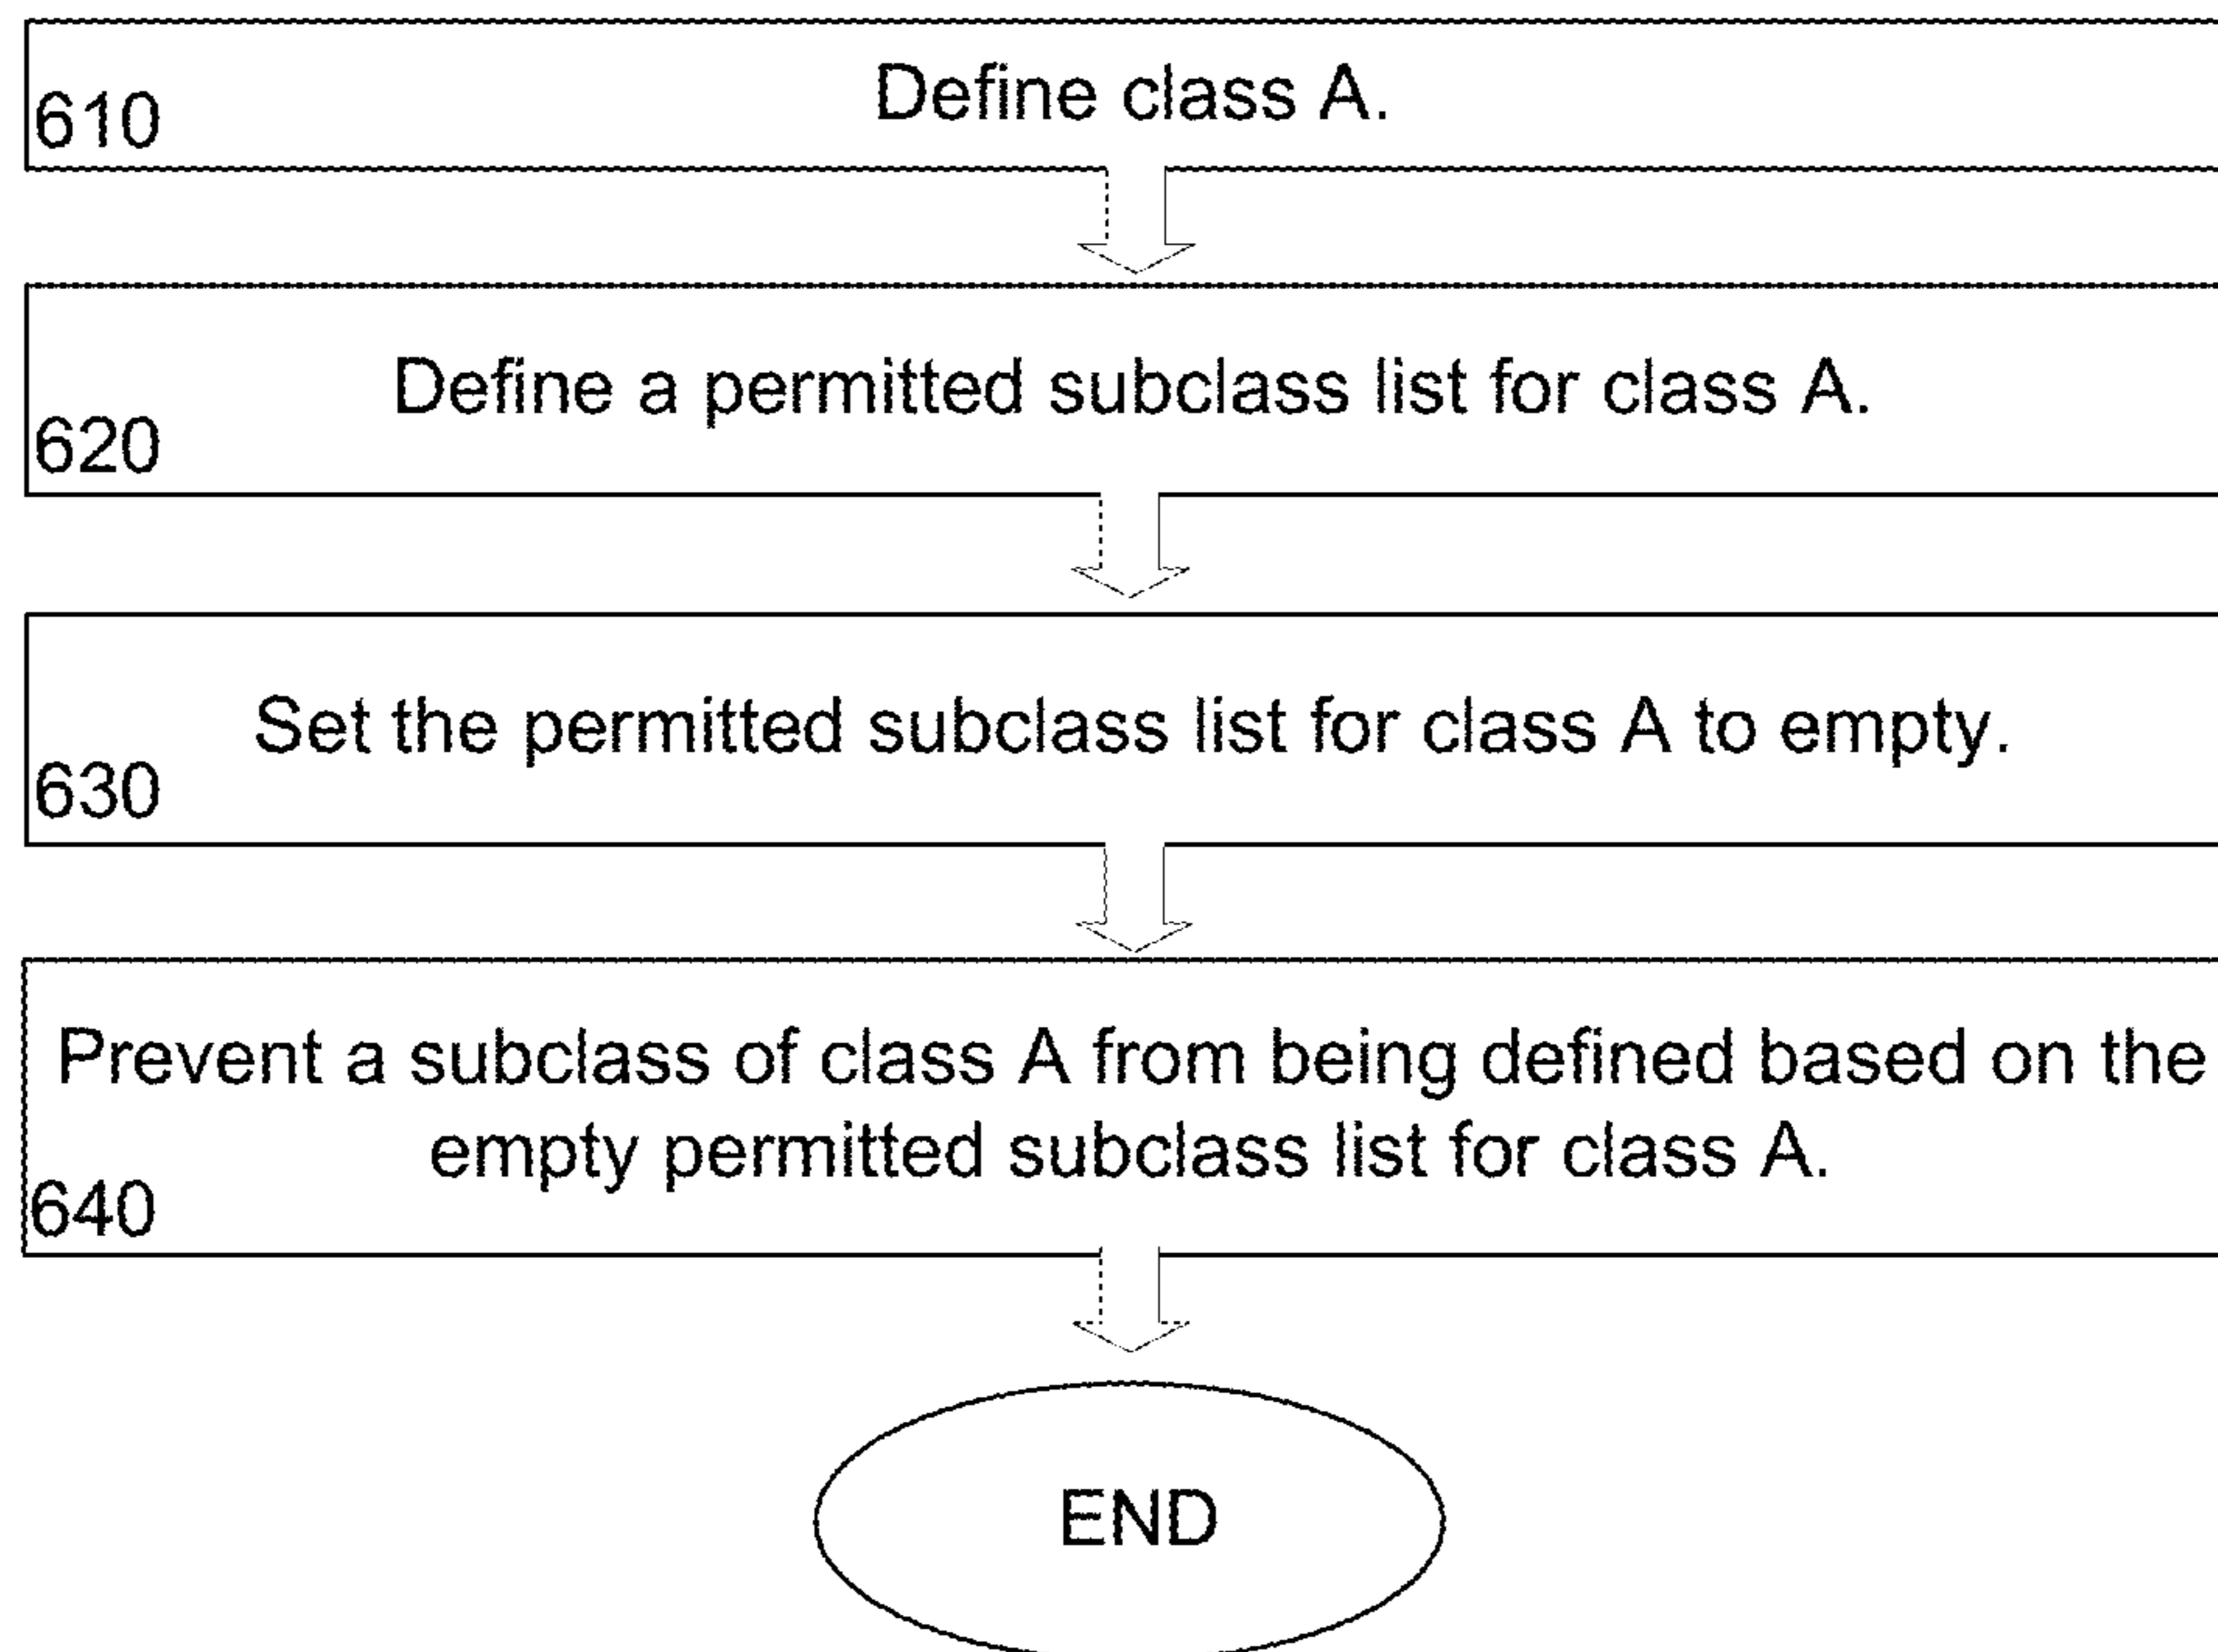 Define class A.
610
Define a permitted subclass list for class A.
620
Set the permitted subclass list for class A to empty.
630
Prevent a subclass of class A from being defined based on the
empty permitted subclass list for class A.
640
END